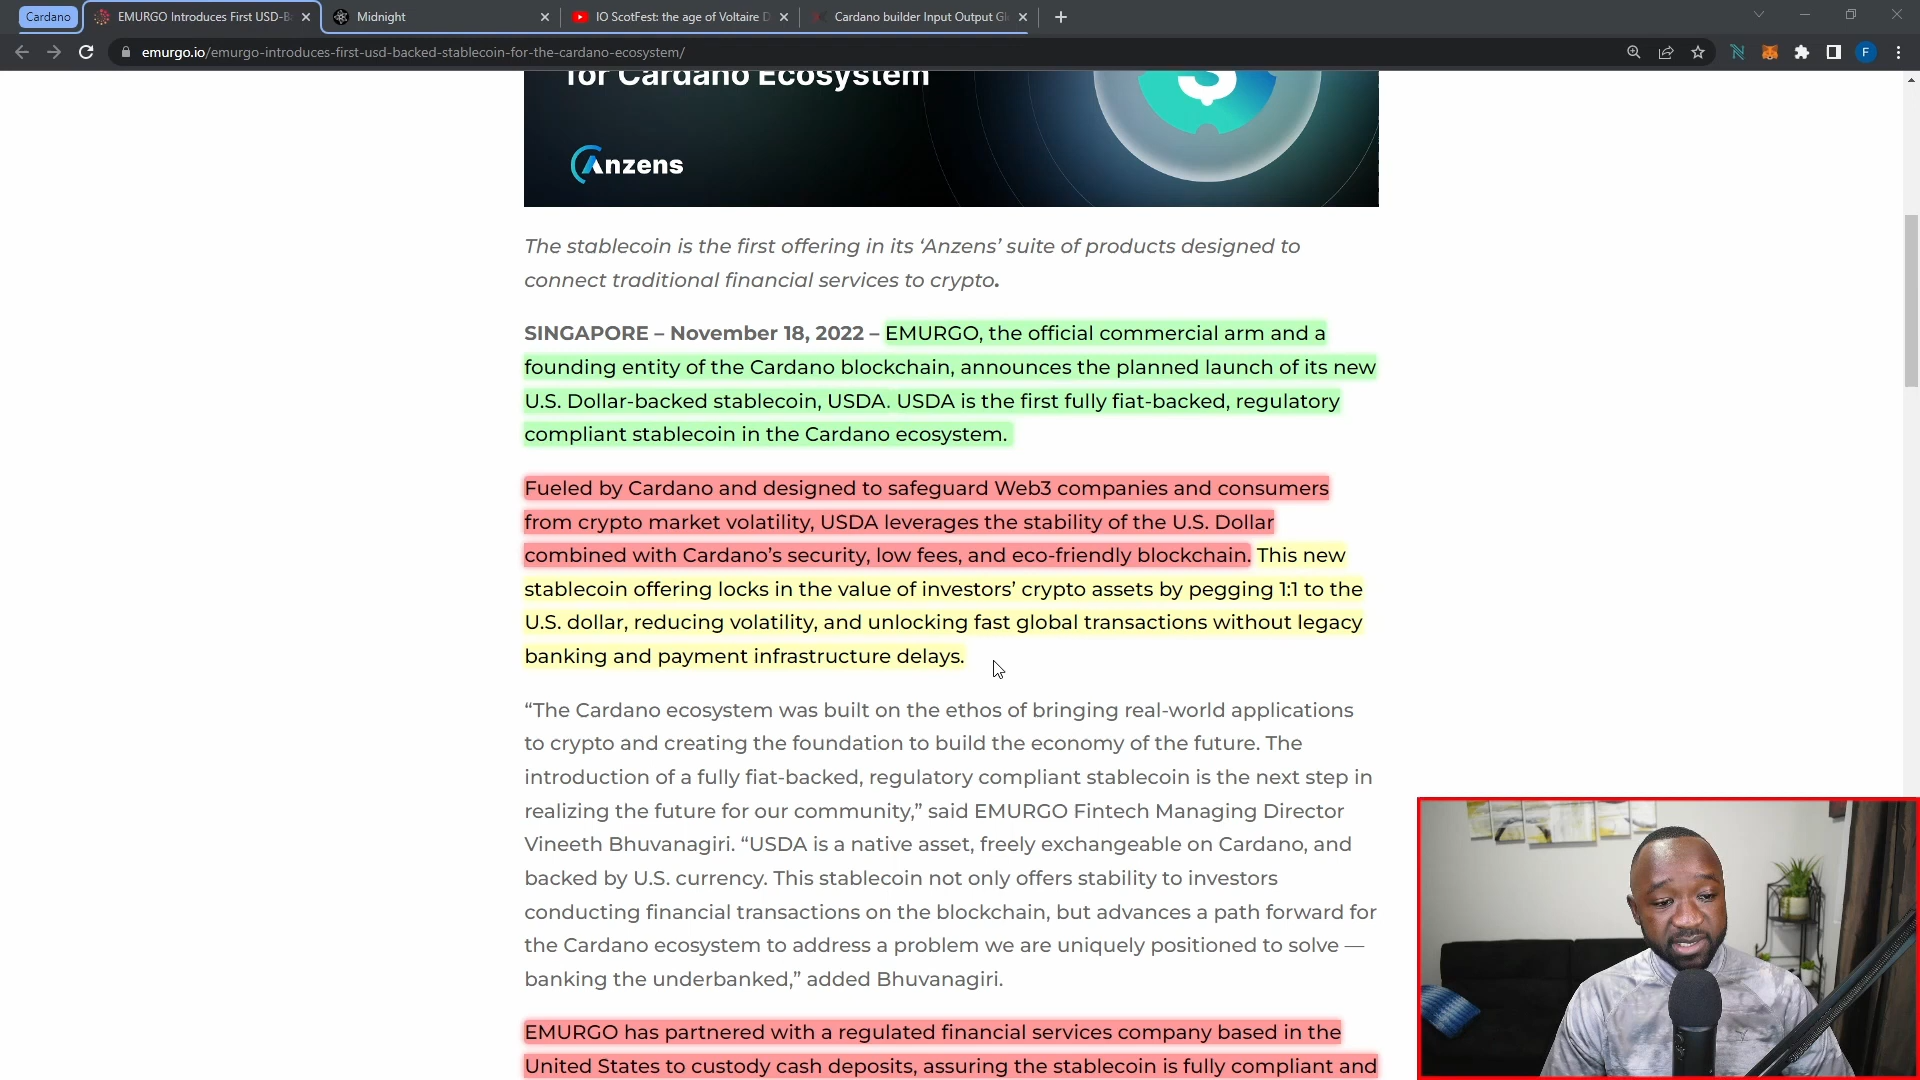 Cardano
EMURGO Introduces First USD-B
Midnight
IO ScotFest: the age of Voltaire D
Cardano builder Input Output Gl
emurgo.io/emurgo-introduces-first-usd-backed-stablecoin-for-the-cardano-ecosystem/
F
for Cardano Ecosystem
$
Anzens
The stablecoin is the first offering in its ‘Anzens’ suite of products designed to
connect traditional financial services to crypto.
SINGAPORE – November 18, 2022 – EMURGO, the official commercial arm and a
founding entity of the Cardano blockchain, announces the planned launch of its new
U.S. Dollar-backed stablecoin, USDA. USDA is the first fully fiat-backed, regulatory
compliant stablecoin in the Cardano ecosystem.
Fueled by Cardano and designed to safeguard Web3 companies and consumers
from crypto market volatility, USDA leverages the stability of the U.S. Dollar
combined with Cardano’s security, low fees, and eco-friendly blockchain. This new
stablecoin offering locks in the value of investors’ crypto assets by pegging 1:1 to the
U.S. dollar, reducing volatility, and unlocking fast global transactions without legacy
banking and payment infrastructure delays.
“The Cardano ecosystem was built on the ethos of bringing real-world applications
to crypto and creating the foundation to build the economy of the future. The
introduction of a fully fiat-backed, regulatory compliant stablecoin is the next step in
realizing the future for our community,” said EMURGO Fintech Managing Director
Vineeth Bhuvanagiri. “USDA is a native asset, freely exchangeable on Cardano, and
backed by U.S. currency. This stablecoin not only offers stability to investors
conducting financial transactions on the blockchain, but advances a path forward for
the Cardano ecosystem to address a problem we are uniquely positioned to solve —
banking the underbanked,” added Bhuvanagiri.
EMURGO has partnered with a regulated financial services company based in the
United States to custody cash deposits, assuring the stablecoin is fully compliant and